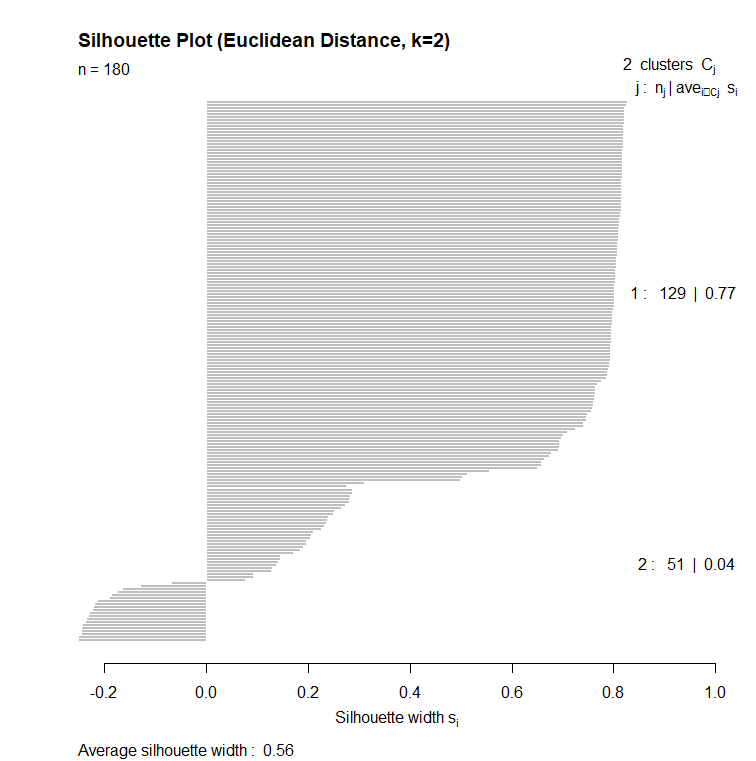 Silhouette Plot (Euclidean Distance, k=2)
n = 180
2 clusters Cj
j : nj | avei□Cj si
1 : 129 | 0.77
2 : 51 | 0.04
-0.2 0.0 0.2 0.4 0.6 0.8 1.0
Silhouette width si
Average silhouette width : 0.56